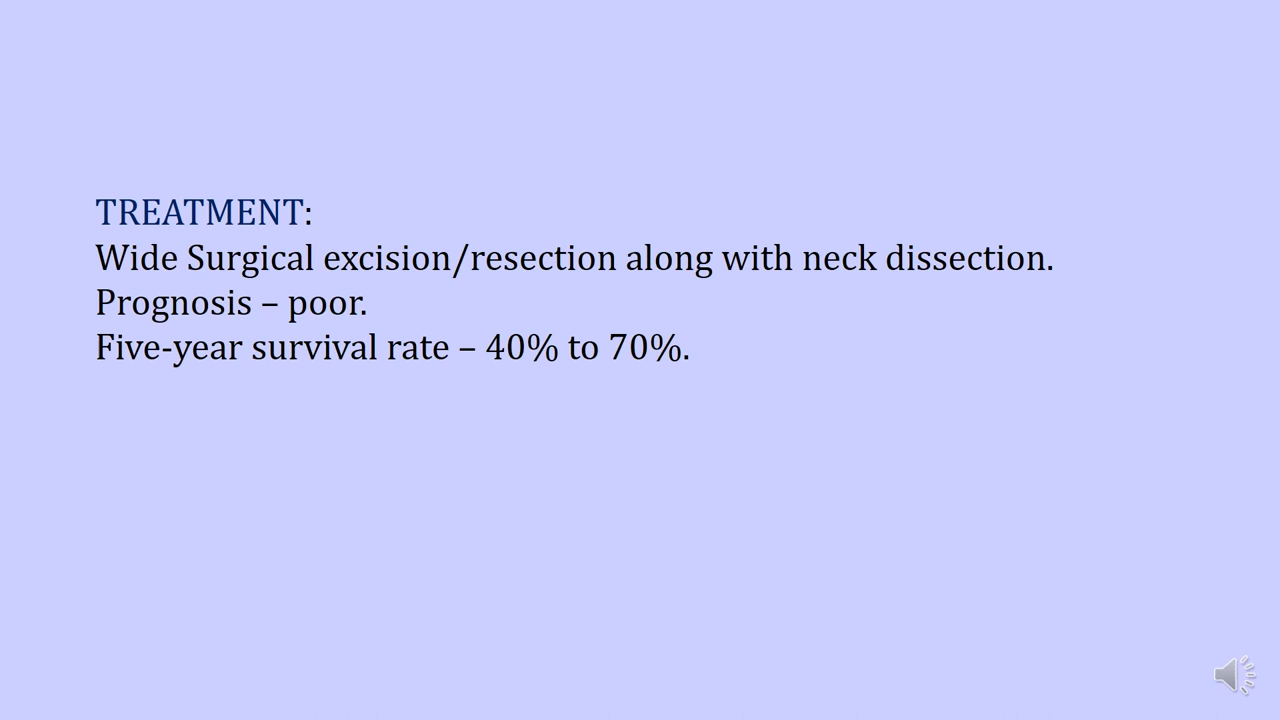 TREATMENT:
Wide Surgical excision/resection along with neck dissection.
Prognosis – poor.
Five-year survival rate – 40% to 70%.